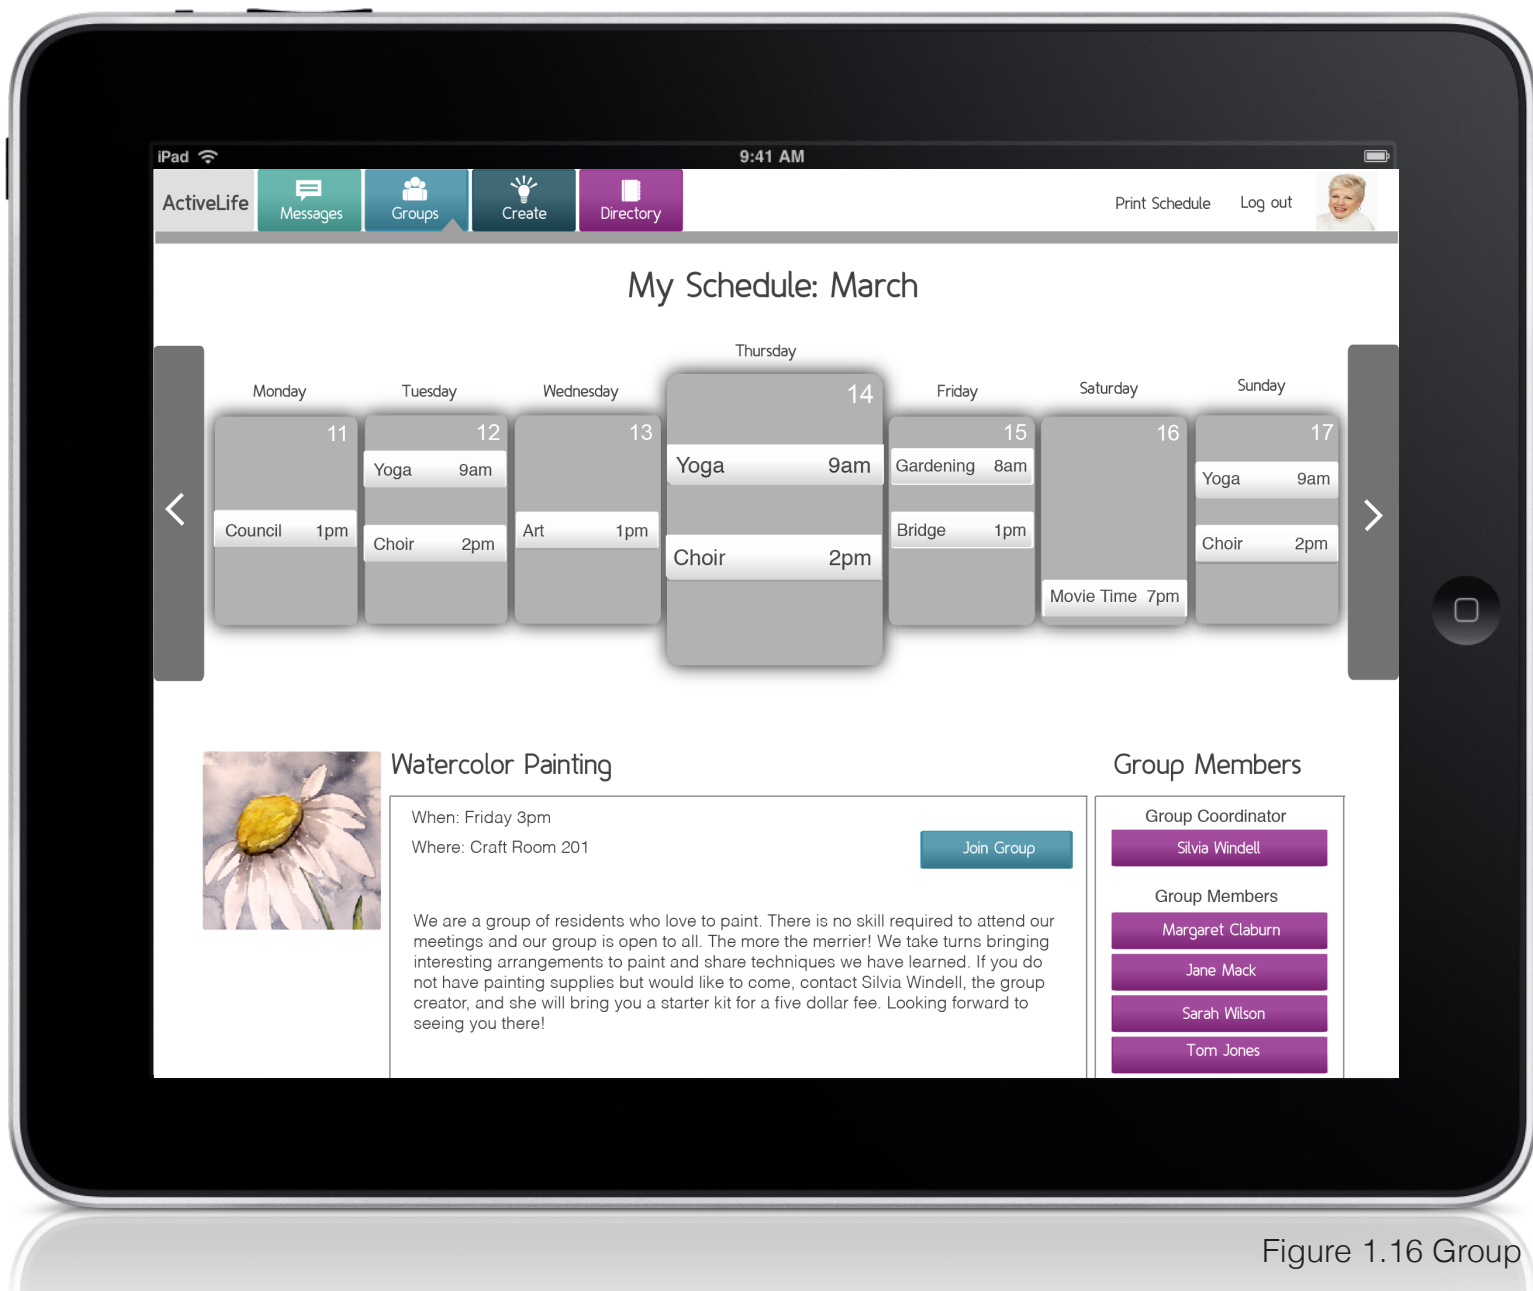 iPad 9:41 AM
ActiveLife Messages Groups Create Directory Print Schedule Log out
My Schedule: March
Monday Tuesday Wednesday Thursday Friday Saturday Sunday
11 12 13 14 15 16 17
Council 1pm
Yoga 9am
Choir 2pm
Art 1pm
Yoga 9am
Choir 2pm
Gardening 8am
Bridge 1pm
Movie Time 7pm
Yoga 9am
Choir 2pm
Watercolor Painting
When: Friday 3pm
Where: Craft Room 201
Join Group
We are a group of residents who love to paint. There is no skill required to attend our
meetings and our group is open to all. The more the merrier! We take turns bringing
interesting arrangements to paint and share techniques we have learned. If you do
not have painting supplies but would like to come, contact Silvia Windell, the group
creator, and she will bring you a starter kit for a five dollar fee. Looking forward to
seeing you there!
Group Members
Group Coordinator
Silvia Windell
Group Members
Margaret Claburn
Jane Mack
Sarah Wilson
Tom Jones
Figure 1.16 Group